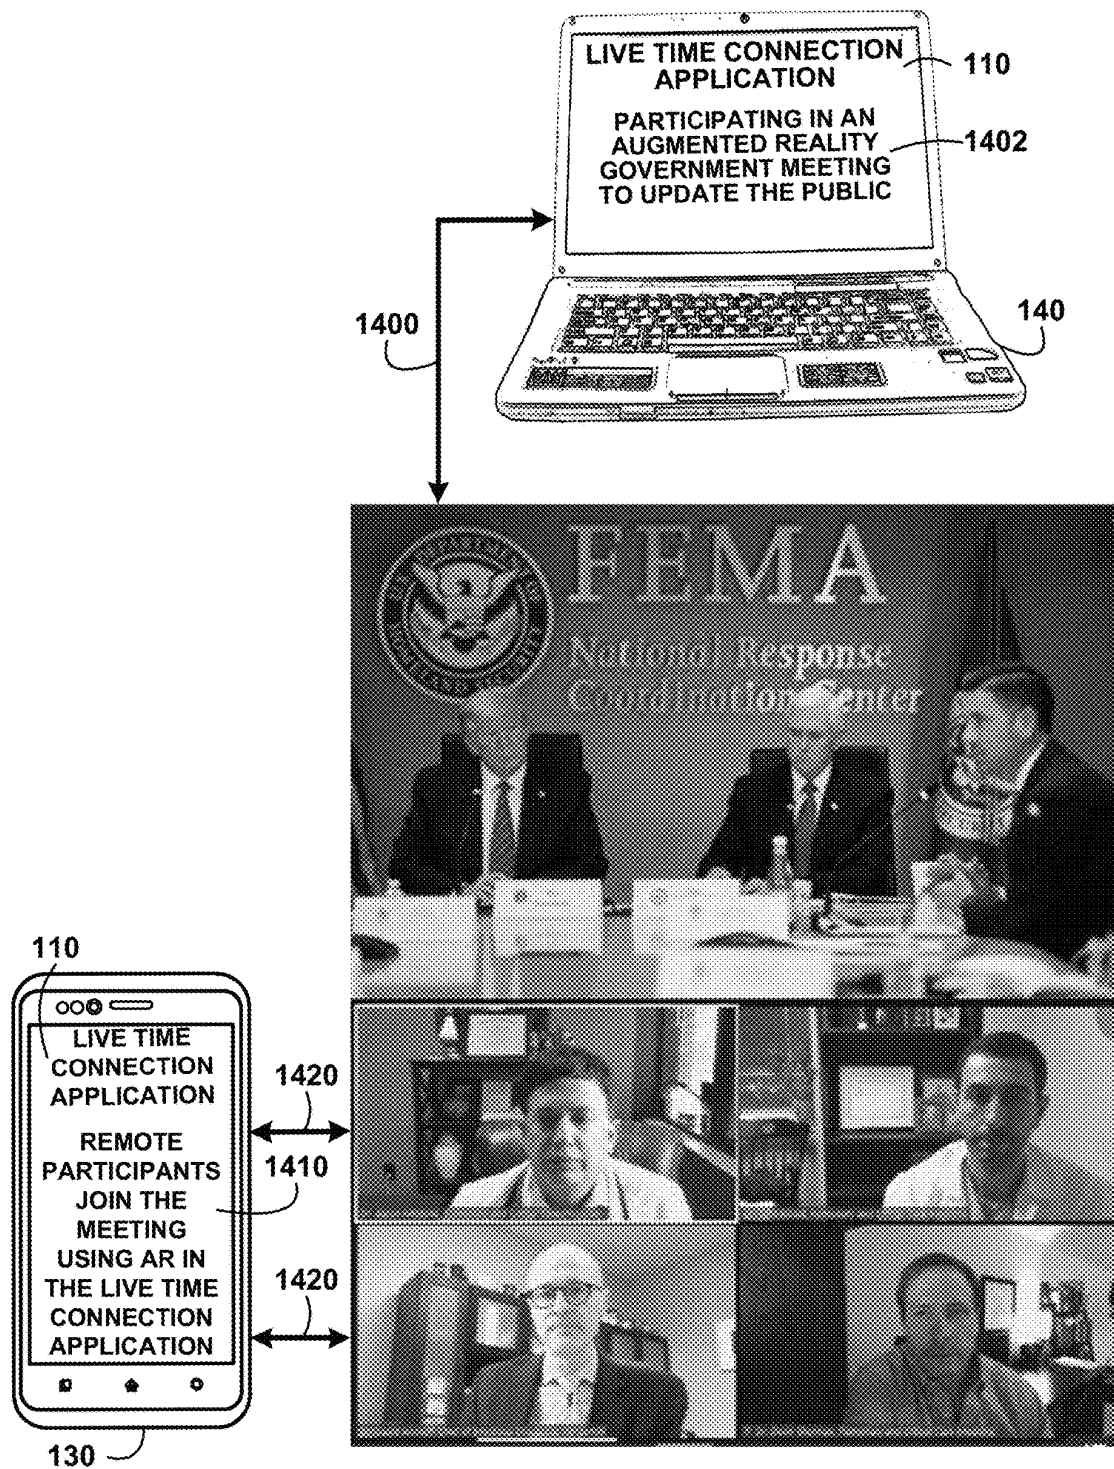 LIVE TIME CONNECTION
APPLICATION
110
PARTICIPATING IN AN
AUGMENTED REALITY
GOVERNMENT MEETING
TO UPDATE THE PUBLIC
1402
1400
140
FEMA
National Response
Coordination Center
110
LIVE TIME
CONNECTION
APPLICATION
REMOTE
PARTICIPANTS
JOIN THE
MEETING
USING AR IN
THE LIVE TIME
CONNECTION
APPLICATION
1420
1410
1420
130